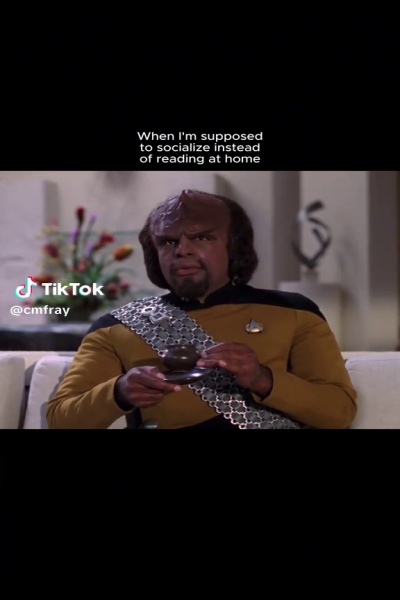 When I'm supposed
to socialize instead
of reading at home
TikTok
@cmfray